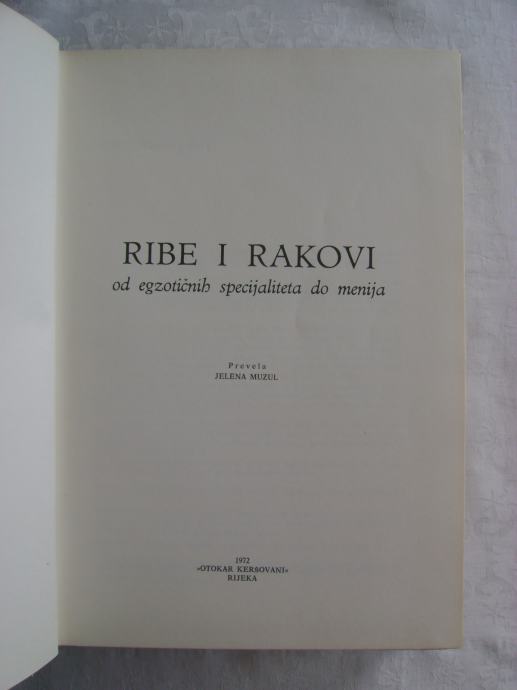 RIBE I RAKOVI
od egzotičnih specijaliteta do menija
Prevela
JELENA MUZUL
1972
»OTOKAR KERŠOVANI«
RIJEKA